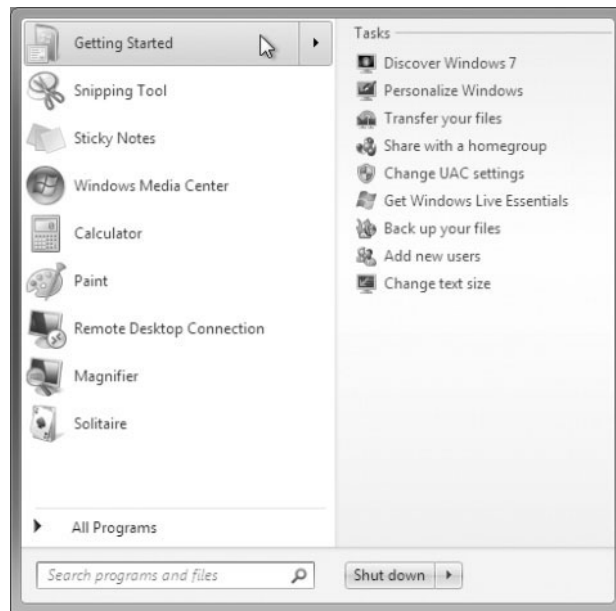 Getting Started
Snipping Tool
Sticky Notes
Windows Media Center
Calculator
Paint
Remote Desktop Connection
Magnifier
Solitaire
All Programs
Search programs and files
Tasks
Discover Windows 7
Personalize Windows
Transfer your files
Share with a homegroup
Change UAC settings
Get Windows Live Essentials
Back up your files
Add new users
Change text size
Shut down